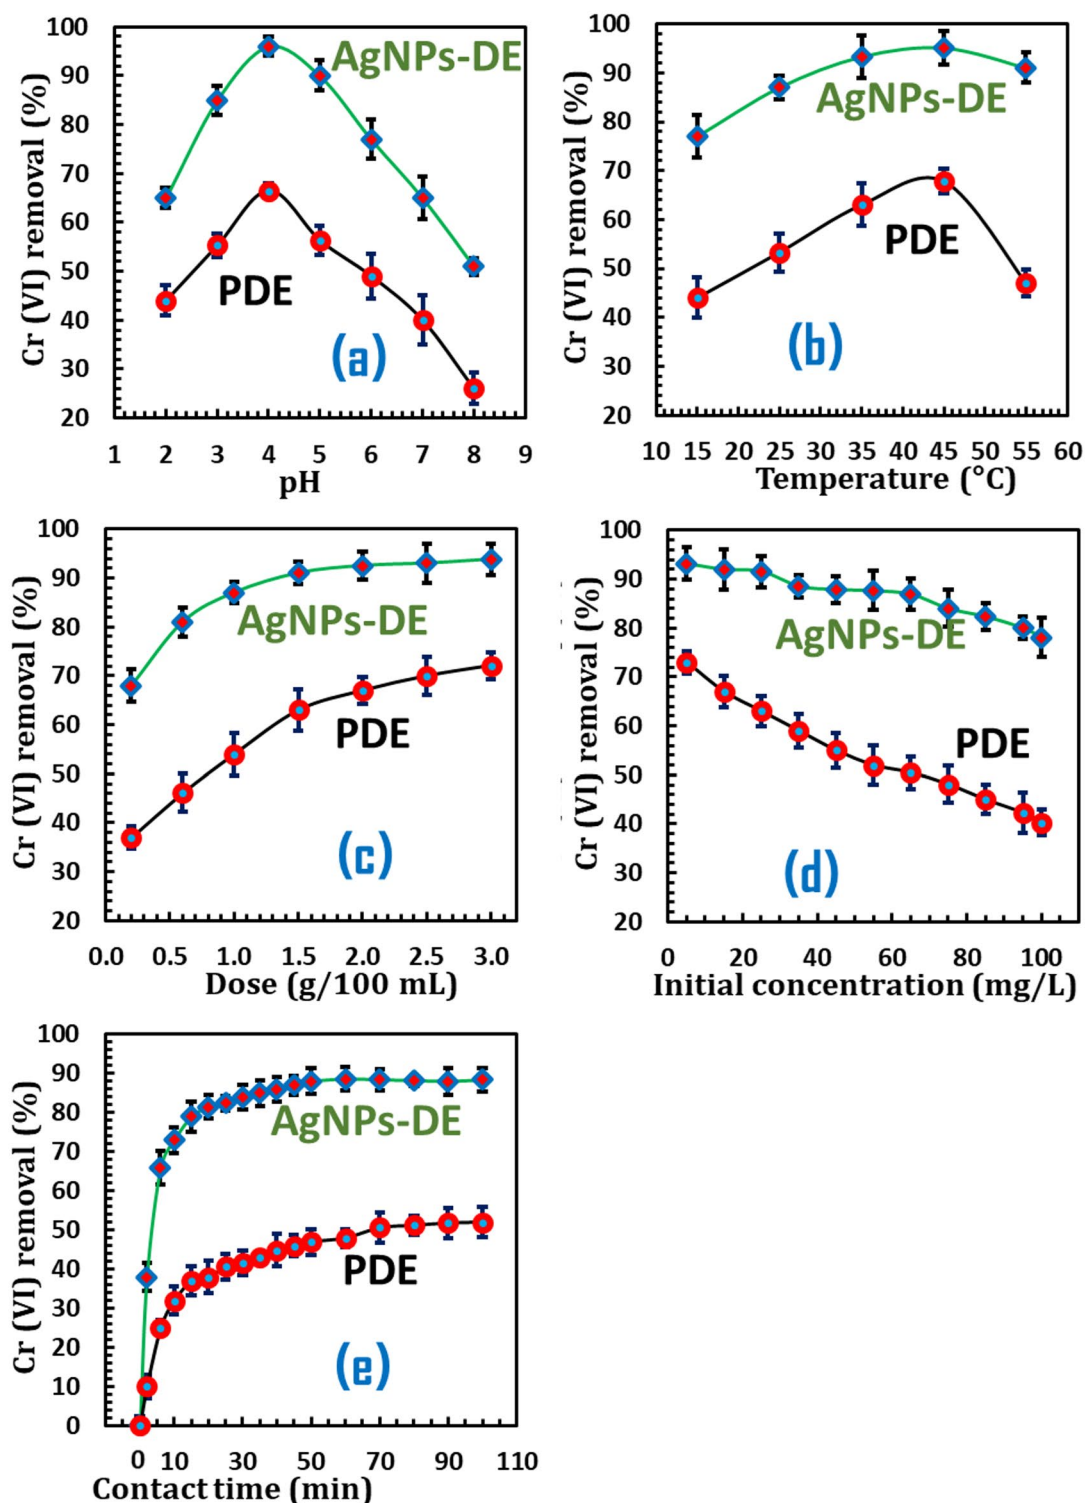 Cr (VI) removal (%)
100
90
80
70
60
50
40
30
20
AgNPs-DE
PDE
(a)
1 2 3 4 5 6 7 8 9
pH
Cr (VI) removal (%)
100
90
80
70
60
50
40
30
20
AgNPs-DE
PDE
(b)
10 15 20 25 30 35 40 45 50 55 60
Temperature (°C)
Cr (VI) removal (%)
100
90
80
70
60
50
40
30
20
AgNPs-DE
PDE
(c)
0.0 0.5 1.0 1.5 2.0 2.5 3.0
Dose (g/100 mL)
Cr (VI) removal (%)
100
90
80
70
60
50
40
30
20
AgNPs-DE
PDE
(d)
0 20 40 60 80 100
Initial concentration (mg/L)
Cr (VI) removal (%)
100
90
80
70
60
50
40
30
20
10
0
AgNPs-DE
PDE
(e)
0 10 30 50 70 90 110
Contact time (min)